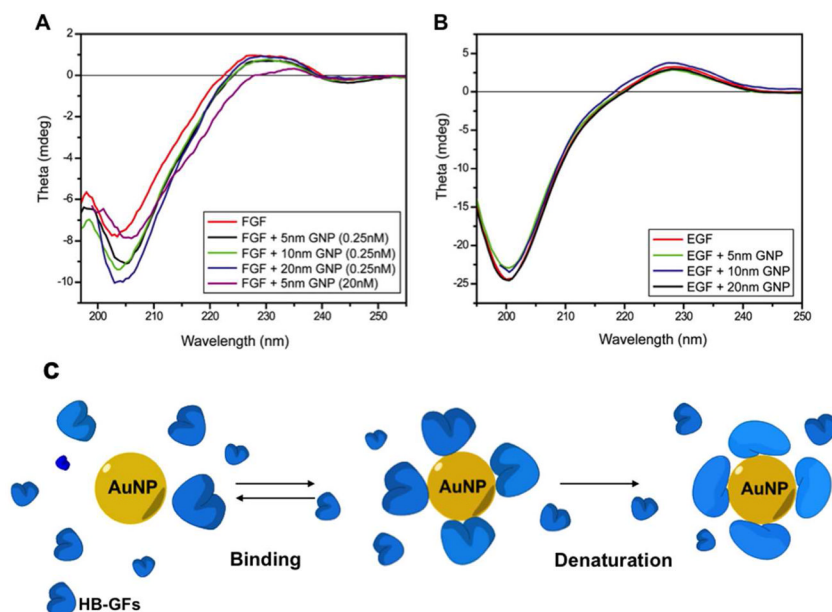 A
2
0
-2
-4
-6
-8
-10
Theta (mdeg)
200 210 220 230 240 250
Wavelength (nm)
FGF
FGF + 5nm GNP (0.25nM)
FGF + 10nm GNP (0.25nM)
FGF + 20nm GNP (0.25nM)
FGF + 5nm GNP (20nM)
B
5.0
0
-5
-10
-15
-20
-25
Theta (mdeg)
200 210 220 230 240 250
Wavelength (nm)
EGF
EGF + 5nm GNP
EGF + 10nm GNP
EGF + 20nm GNP
C
AuNP
AuNP
AuNP
Binding
Denaturation
HB-GFs